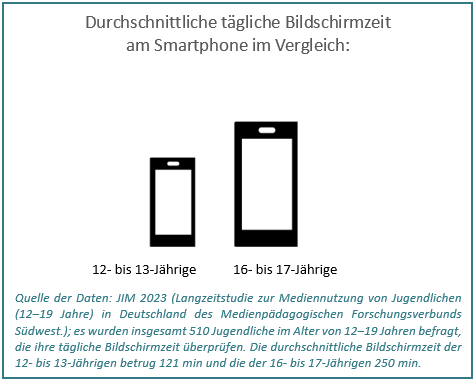 Durchschnittliche tägliche Bildschirmzeit
am Smartphone im Vergleich:
12- bis 13-Jährige 16- bis 17-Jährige
Quelle der Daten: JIM 2023 (Langzeitstudie zur Mediennutzung von Jugendlichen
(12–19 Jahre) in Deutschland des Medienpädagogischen Forschungsverbunds
Südwest.); es wurden insgesamt 510 Jugendliche im Alter von 12–19 Jahren befragt,
die ihre tägliche Bildschirmzeit überprüfen. Die durchschnittliche Bildschirmzeit der
12- bis 13-Jährigen betrug 121 min und die der 16- bis 17-Jährigen 250 min.